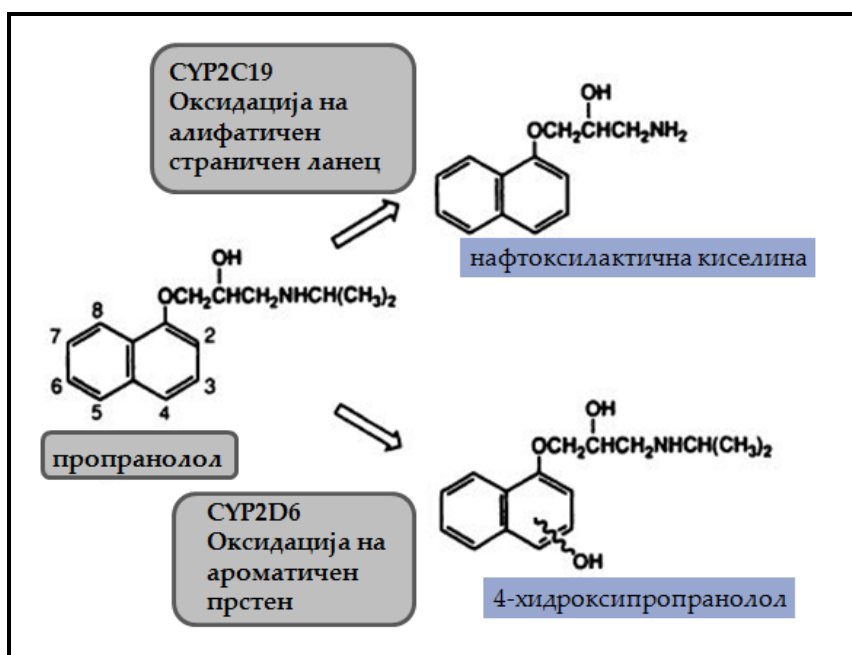 CYP2C19
Оксидација на
алифатичен
страничен ланец
OH
OCH₂CHCH₂NH₂
нафтоксилактична киселина
OH
OCH₂CHCH₂NHCH(CH₃)₂
8
7
2
6
3
5
4
пропранолол
OH
OCH₂CHCH₂NHCH(CH₃)₂
OH
CYP2D6
Оксидација на
ароматичен
прстен
4-хидроксипропранолол